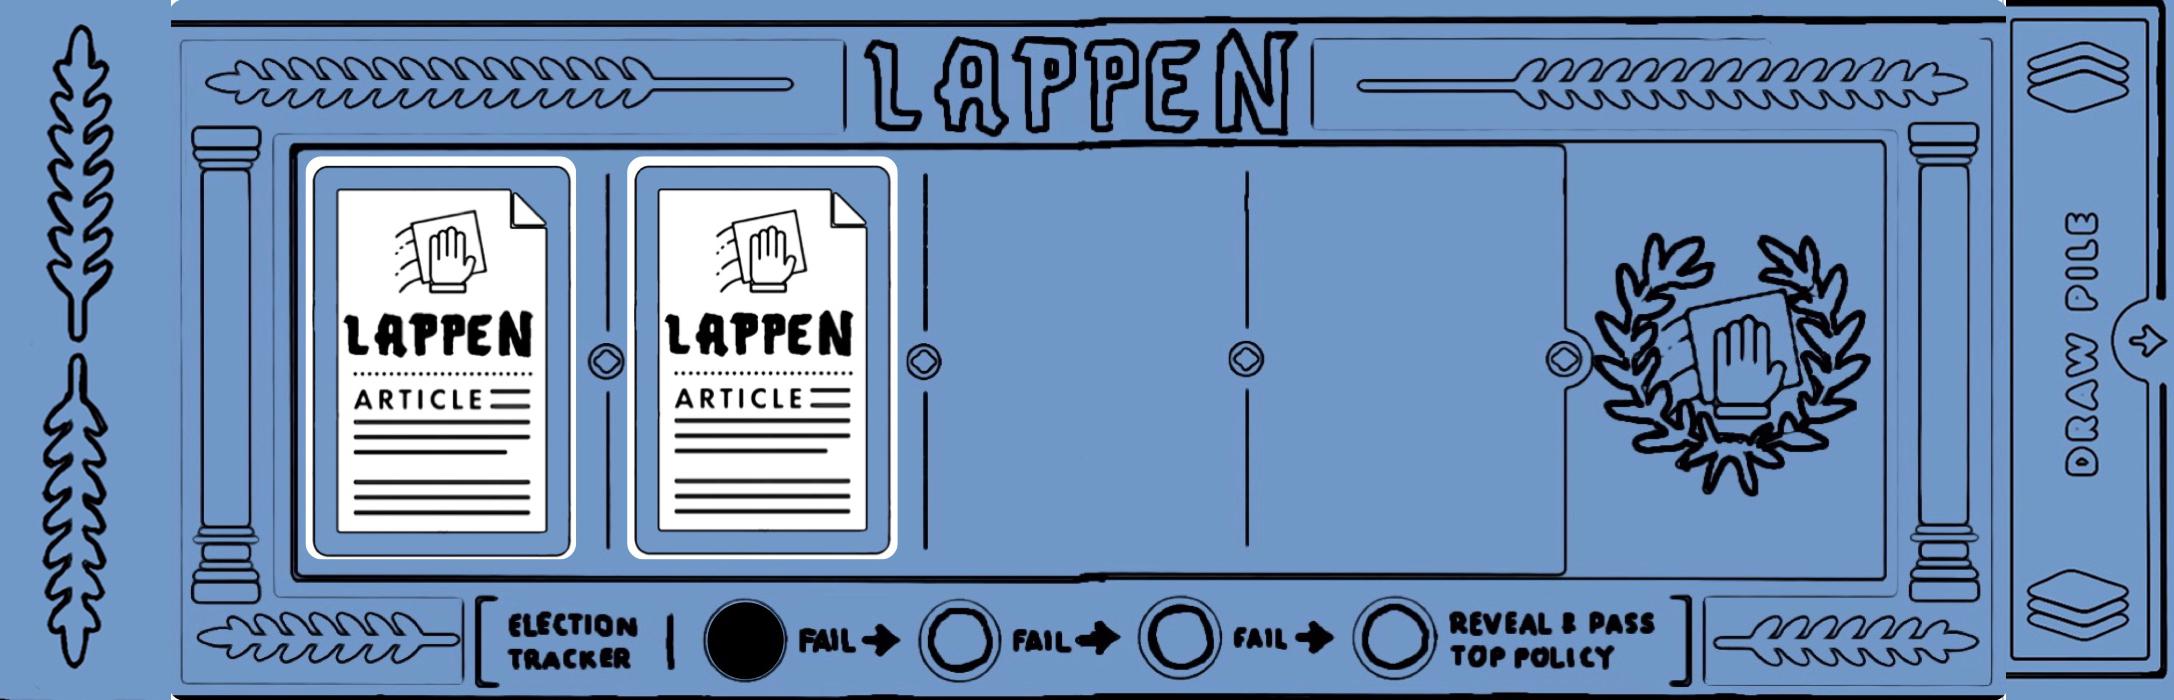 LAPPEN
LAPPEN
ARTICLE
LAPPEN
ARTICLE
ELECTION
TRACKER
FAIL
FAIL
FAIL
REVEAL & PASS
TOP POLICY
DRAW PILE